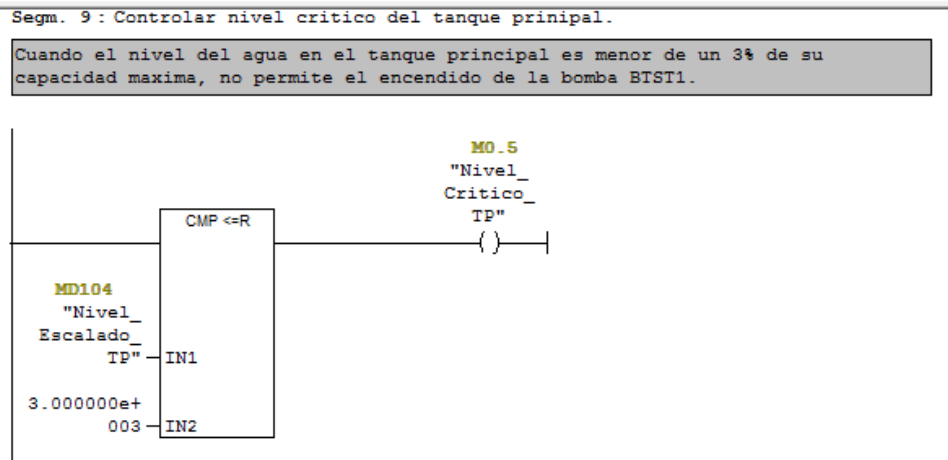 Segm. 9 : Controlar nivel critico del tanque prinipal.
Cuando el nivel del agua en el tanque principal es menor de un 3% de su
capacidad maxima, no permite el encendido de la bomba BTST1.
M0.5
"Nivel_
Critico_
TP"
CMP <=R
MD104
"Nivel_
Escalado_
TP"
IN1
3.000000e+
003
IN2